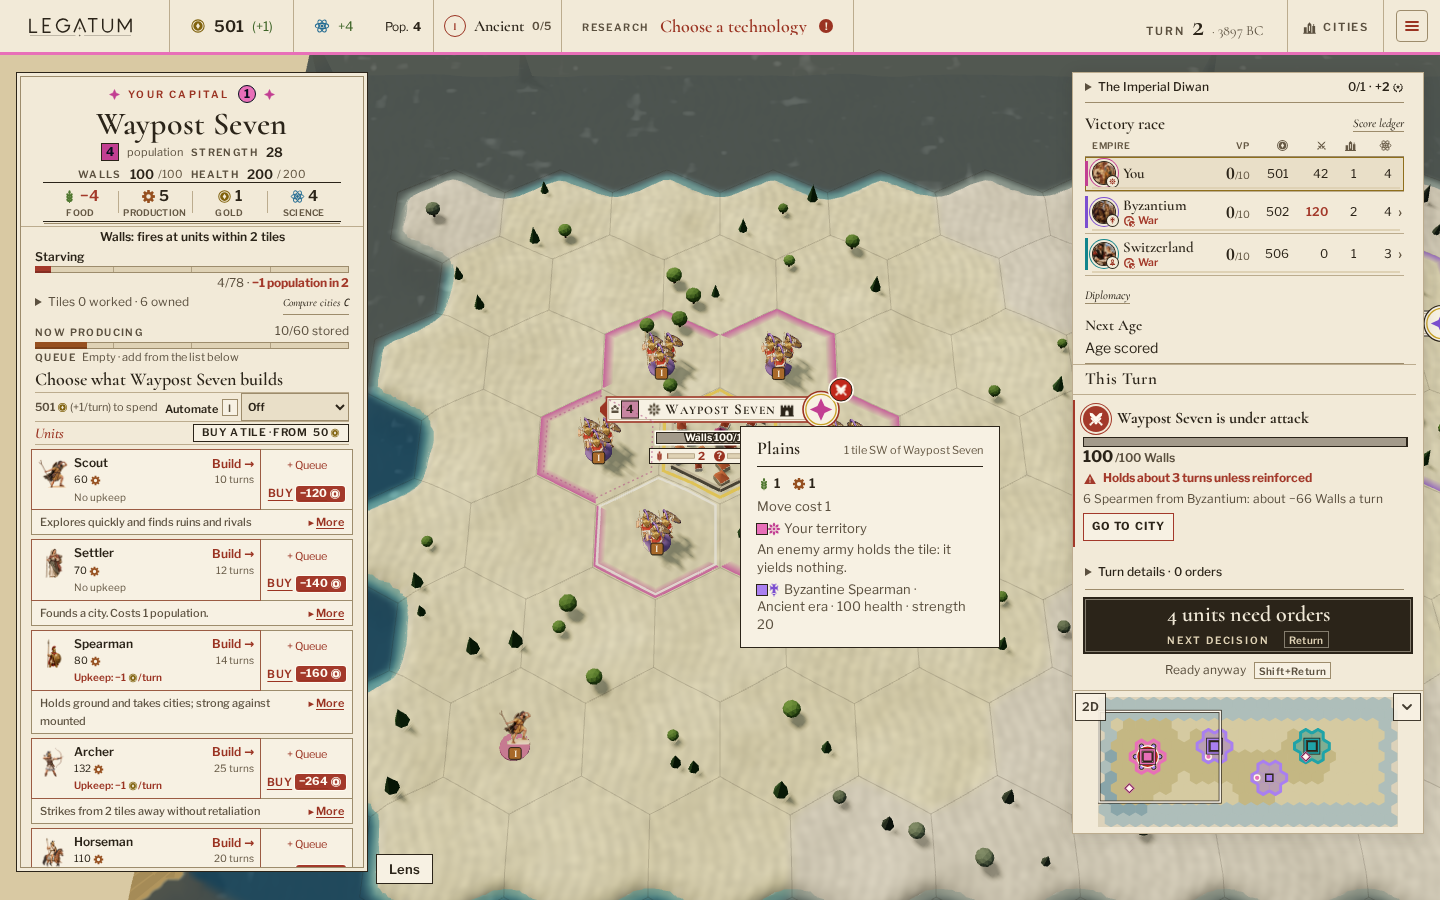 LEGATUM
501 (+1)
+4
Pop. 4
I Ancient 0/5
RESEARCH Choose a technology !
TURN 2 · 3897 BC
CITIES
YOUR CAPITAL 1
Waypost Seven
4 population STRENGTH 28
WALLS 100 /100 HEALTH 200 /200
−4 5 1 4
FOOD PRODUCTION GOLD SCIENCE
Walls: fires at units within 2 tiles
Starving
4/78 · −1 population in 2
Tiles 0 worked · 6 owned Compare cities C
NOW PRODUCING 10/60 stored
QUEUE Empty · add from the list below
Choose what Waypost Seven builds
501 (+1/turn) to spend Automate I Off
Units BUY A TILE · FROM 50
Scout Build → + Queue
60 10 turns
No upkeep BUY −120
Explores quickly and finds ruins and rivals ▸ More
Settler Build → + Queue
70 12 turns
No upkeep BUY −140
Founds a city. Costs 1 population. ▸ More
Spearman Build → + Queue
80 14 turns
Upkeep: −1 /turn BUY −160
Holds ground and takes cities; strong against ▸ More
mounted
Archer Build → + Queue
132 25 turns
Upkeep: −1 /turn BUY −264
Strikes from 2 tiles away without retaliation ▸ More
Horseman Build → + Queue
110 20 turns
4 Waypost Seven
Walls 100/1
2 ?
I
I
I
I
I
Plains 1 tile SW of Waypost Seven
1 1
Move cost 1
Your territory
An enemy army holds the tile: it
yields nothing.
Byzantine Spearman ·
Ancient era · 100 health · strength
20
Lens
The Imperial Diwan 0/1 · +2
Victory race Score ledger
EMPIRE VP
You 0/10 501 42 1 4
Byzantium 0/10 502 120 2 4 ›
War
Switzerland 0/10 506 0 1 3 ›
War
Diplomacy
Next Age
Age scored
This Turn
Waypost Seven is under attack
100 /100 Walls
Holds about 3 turns unless reinforced
6 Spearmen from Byzantium: about −66 Walls a turn
GO TO CITY
Turn details · 0 orders
4 units need orders
NEXT DECISION Return
Ready anyway Shift+Return
2D